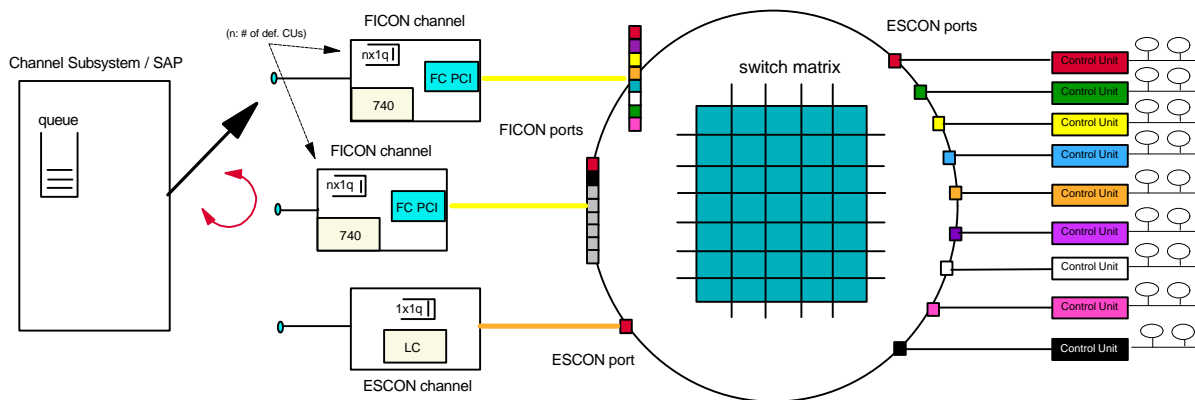 FICON channel
ESCON ports
(n: # of def. CUs)
nx1q
Channel Subsystem / SAP
FC PCI
switch matrix
Control Unit
Control Unit
740
queue
Control Unit
FICON ports
FICON channel
Control Unit
nx1q
Control Unit
FC PCI
740
Control Unit
Control Unit
1x1q
Control Unit
LC
Control Unit
ESCON port
ESCON channel